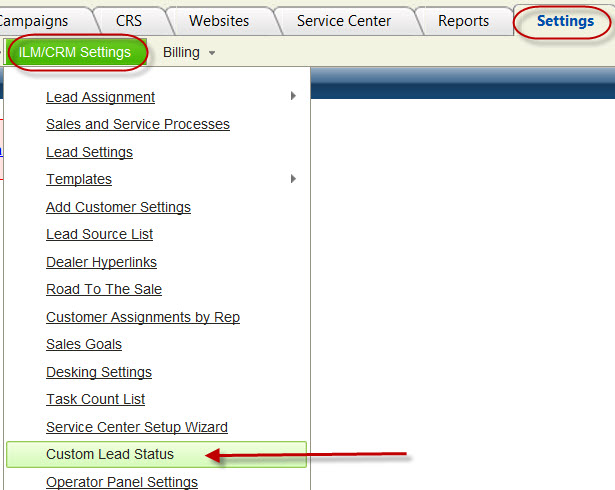 Campaigns CRS Websites Service Center Reports Settings
ILM/CRM Settings Billing
Lead Assignment
Sales and Service Processes
Lead Settings
Templates
Add Customer Settings
Lead Source List
Dealer Hyperlinks
Road To The Sale
Customer Assignments by Rep
Sales Goals
Desking Settings
Task Count List
Service Center Setup Wizard
Custom Lead Status
Operator Panel Settings